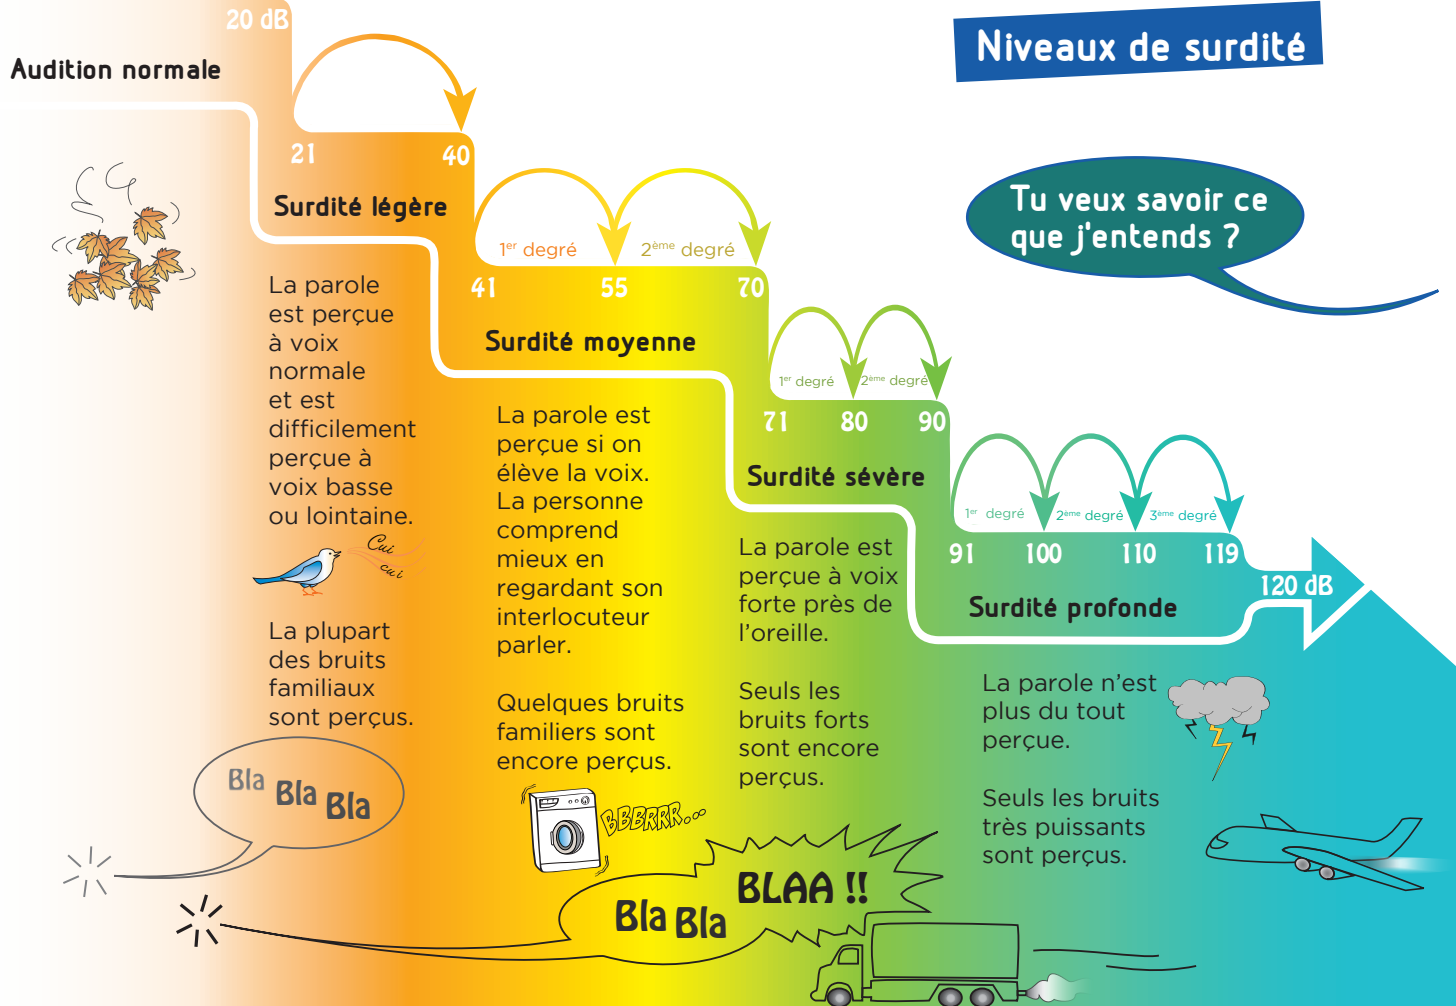 Niveaux de surdité
Tu veux savoir ce
que j'entends ?
20 dB
Audition normale
21
40
Surdité légère
La parole
est perçue
à voix
normale
et est
difficilement
perçue à
voix basse
ou lointaine.
Cui
cui
La plupart
des bruits
familiaux
sont perçus.
Bla Bla Bla
1er degré
2ème degré
41
55
70
Surdité moyenne
La parole est
perçue si on
élève la voix.
La personne
comprend
mieux en
regardant son
interlocuteur
parler.
Quelques bruits
familiers sont
encore perçus.
BBBRRR...
Bla Bla
BLAA !!
1er degré
2ème degré
71
80
90
Surdité sévère
La parole est
perçue à voix
forte près de
l’oreille.
Seuls les
bruits forts
sont encore
perçus.
1er degré
2ème degré
3ème degré
91
100
110
119
120 dB
Surdité profonde
La parole n’est
plus du tout
perçue.
Seuls les bruits
très puissants
sont perçus.